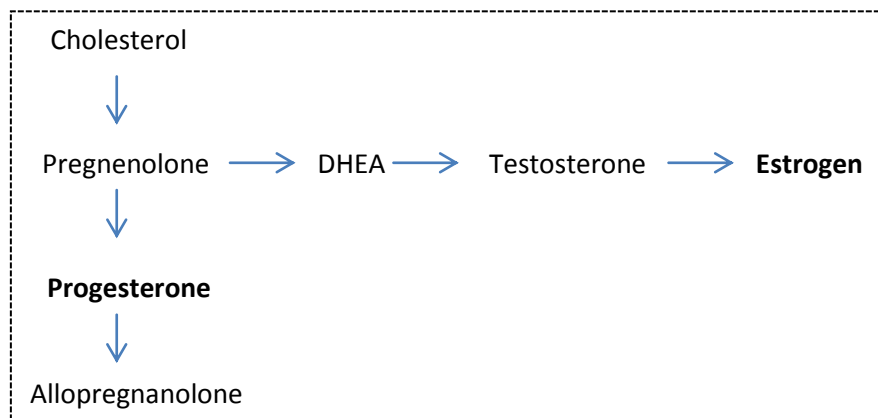 Cholesterol
Pregnenolone DHEA Testosterone Estrogen
Progesterone
Allopregnanolone